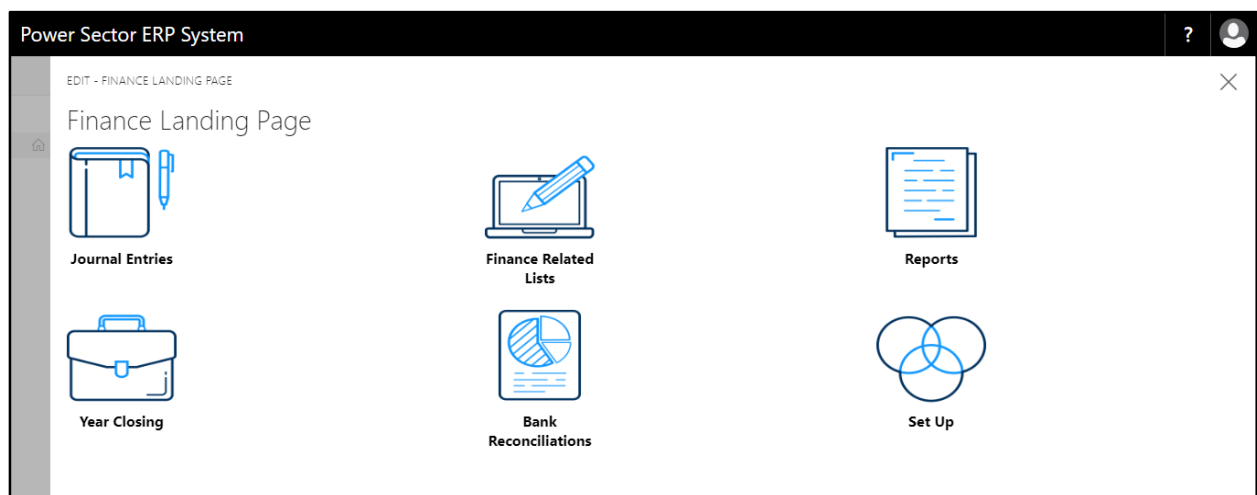 Power Sector ERP System
?
EDIT - FINANCE LANDING PAGE
Finance Landing Page
Journal Entries
Finance Related
Lists
Reports
Year Closing
Bank
Reconciliations
Set Up